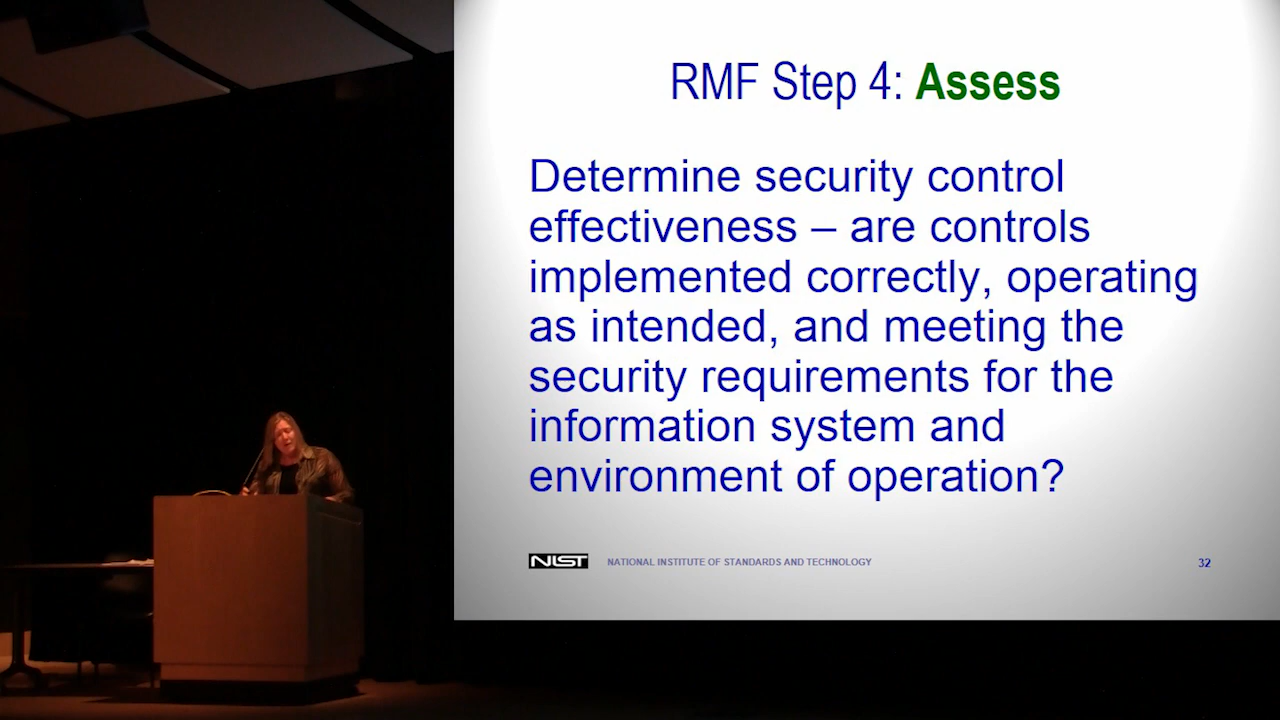 RMF Step 4: Assess
Determine security control
effectiveness – are controls
implemented correctly, operating
as intended, and meeting the
security requirements for the
information system and
environment of operation?
NIST NATIONAL INSTITUTE OF STANDARDS AND TECHNOLOGY 32